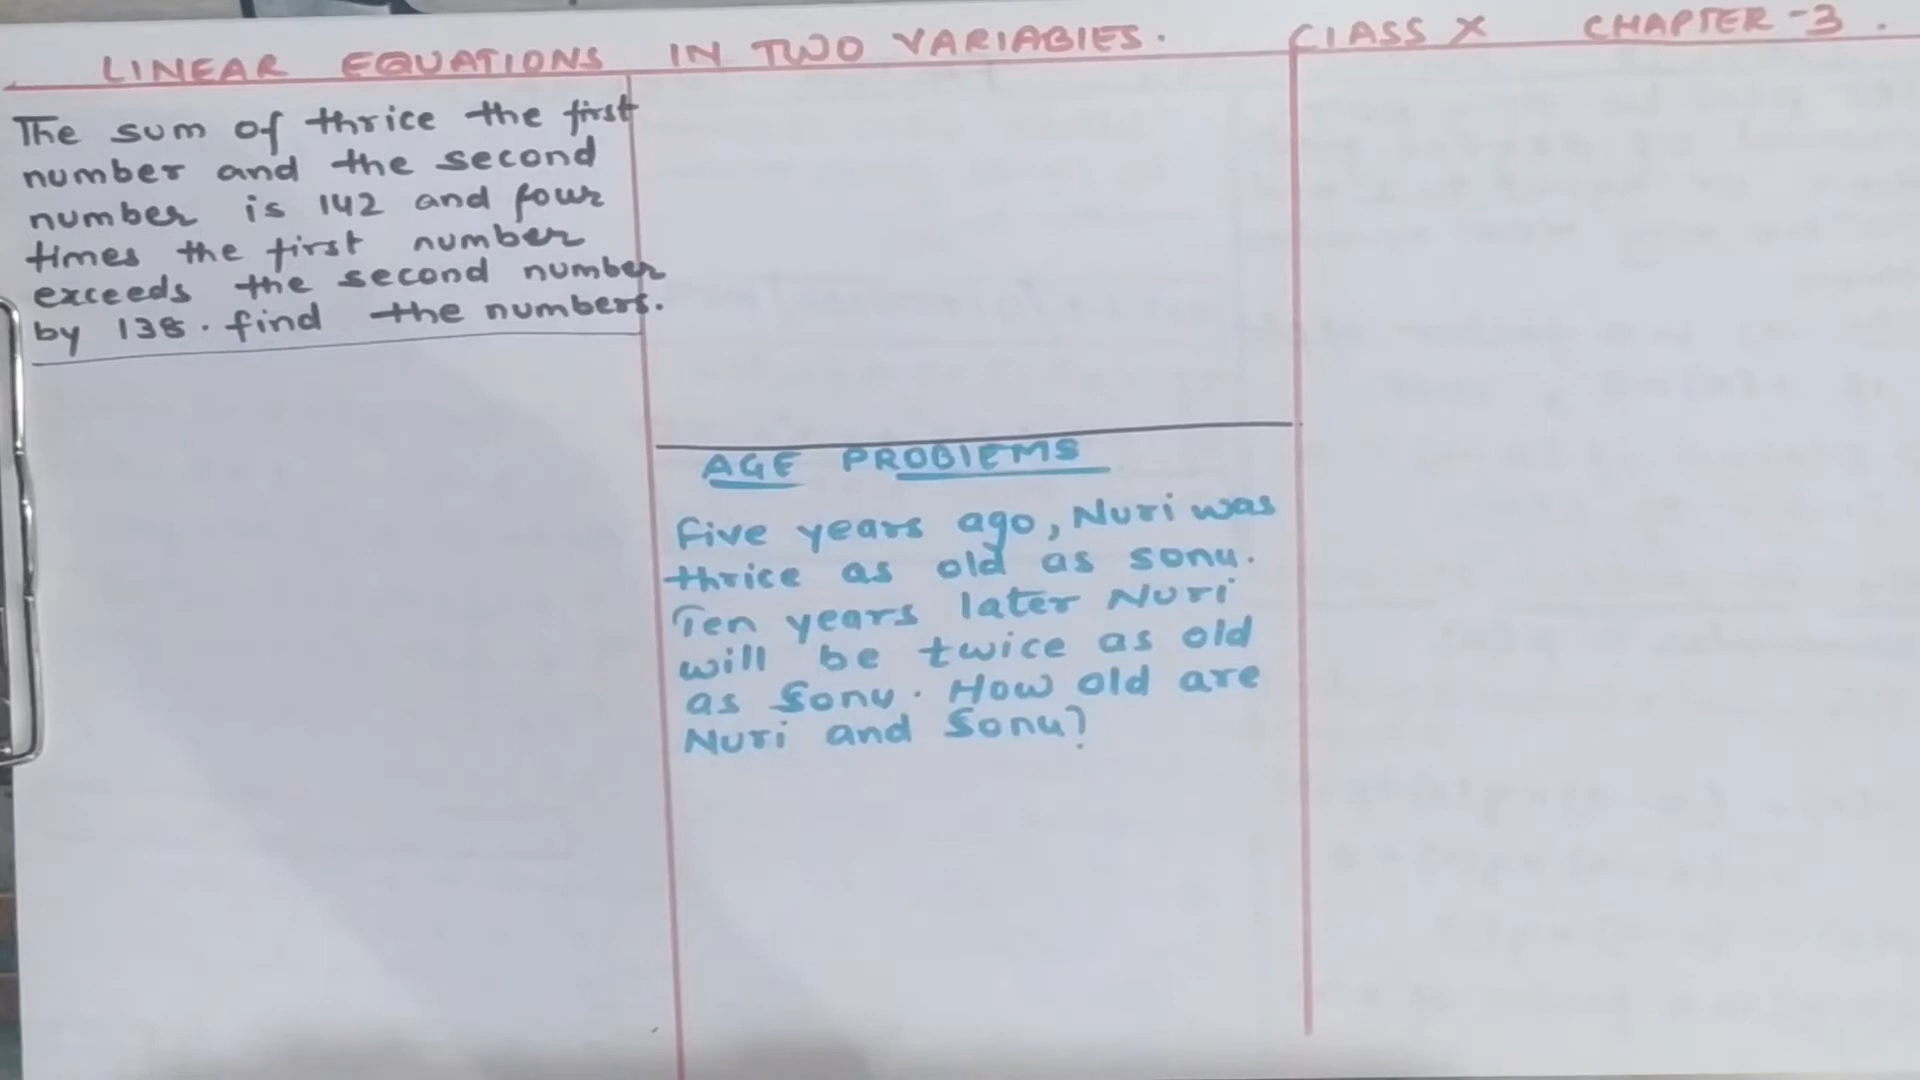 LINEAR EQUATIONS IN TWO VARIABLES. CLASS X CHAPTER-3.
The sum of thrice the first
number and the second
number is 142 and four
times the first number
exceeds the second number
by 138. find the numbers.
AGE PROBLEMS
Five years ago, Nuri was
thrice as old as sonu.
Ten years later Nuri
will be twice as old
as Sonu. How old are
Nuri and Sonu?